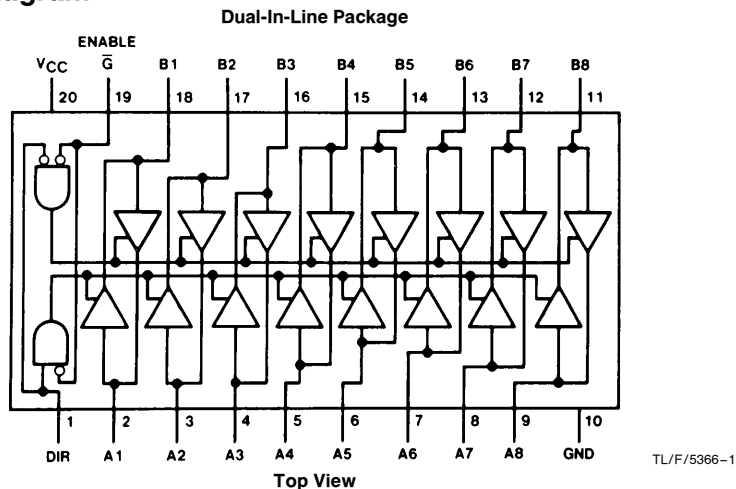 agram
Dual-In-Line Package
ENABLE
VCC G̅ B1 B2 B3 B4 B5 B6 B7 B8
20 19 18 17 16 15 14 13 12 11
1 2 3 4 5 6 7 8 9 10
DIR A1 A2 A3 A4 A5 A6 A7 A8 GND
TL/F/5366–1
Top View